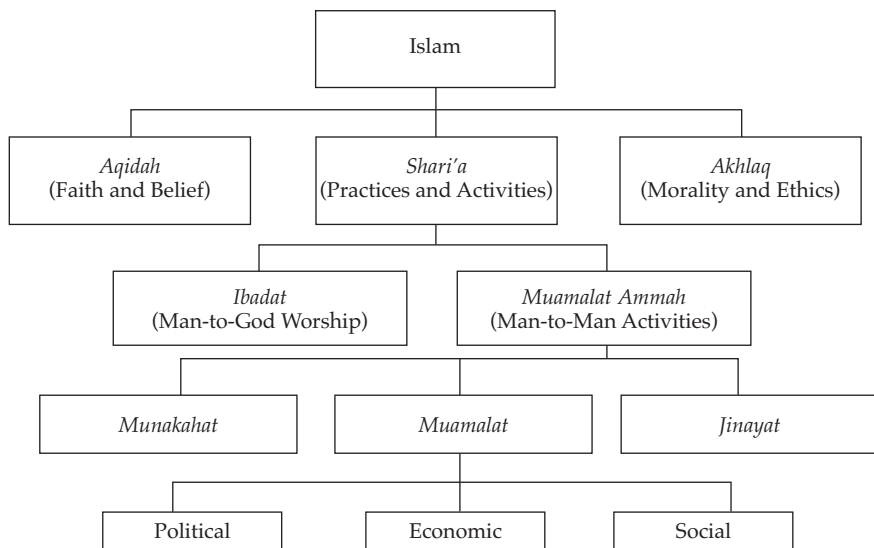 Islam
Aqidah
(Faith and Belief)
Shari'a
(Practices and Activities)
Akhlaq
(Morality and Ethics)
Ibadat
(Man-to-God Worship)
Muamalat Ammah
(Man-to-Man Activities)
Munakahat
Muamalat
Jinayat
Political
Economic
Social